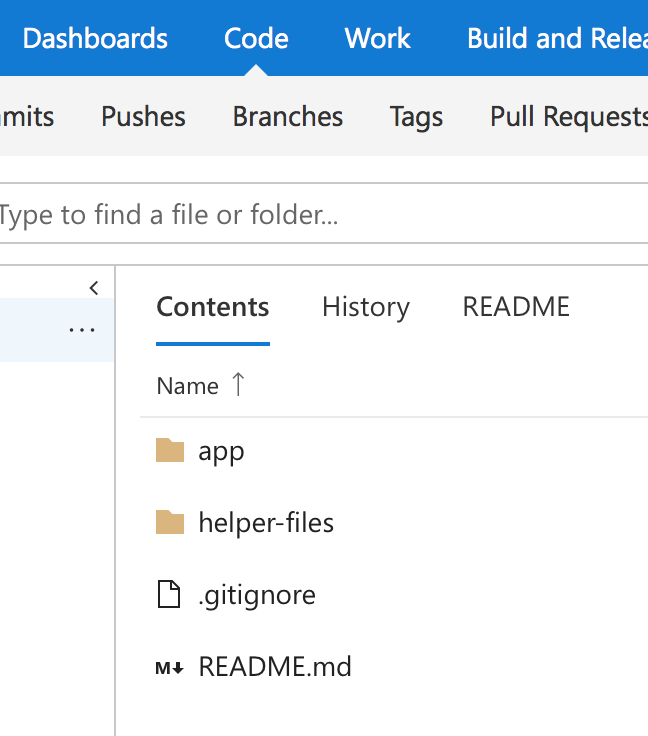 Dashboards Code Work Build and Relea
mits Pushes Branches Tags Pull Requests
Type to find a file or folder...
...
Contents History README
Name ↑
app
helper-files
.gitignore
M↓ README.md